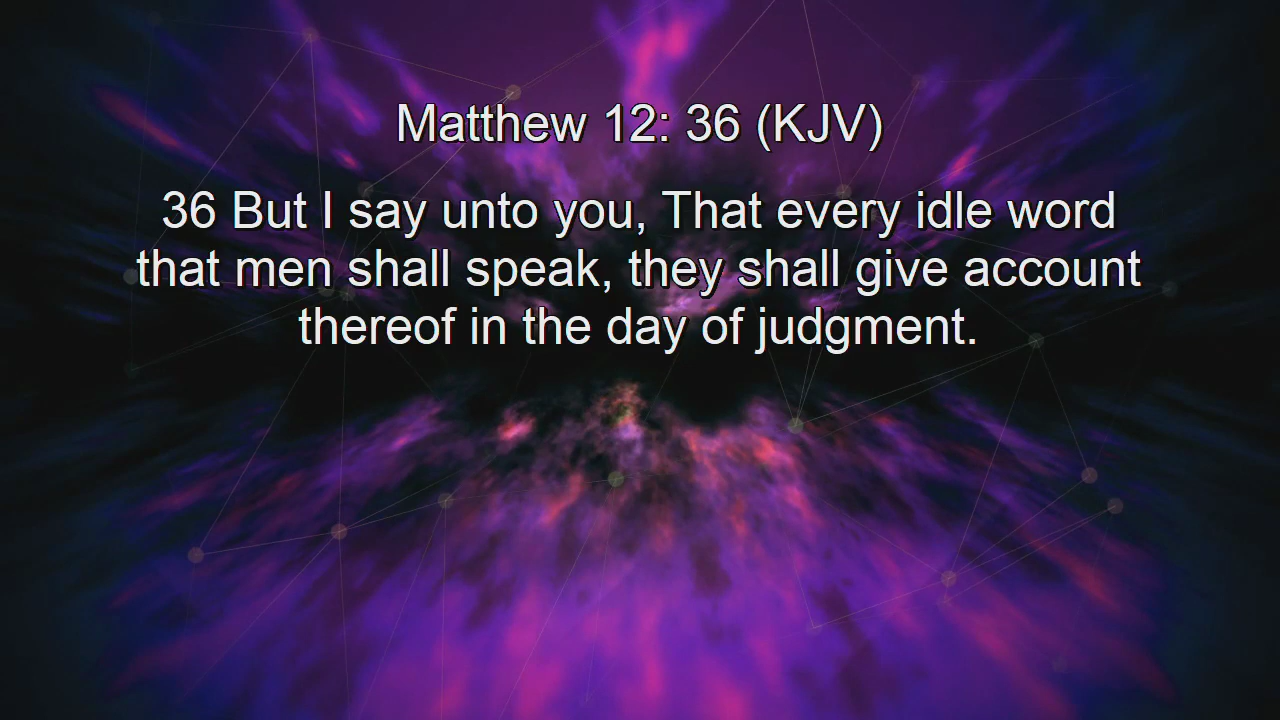 Matthew 12: 36 (KJV)
36 But I say unto you, That every idle word
that men shall speak, they shall give account
thereof in the day of judgment.